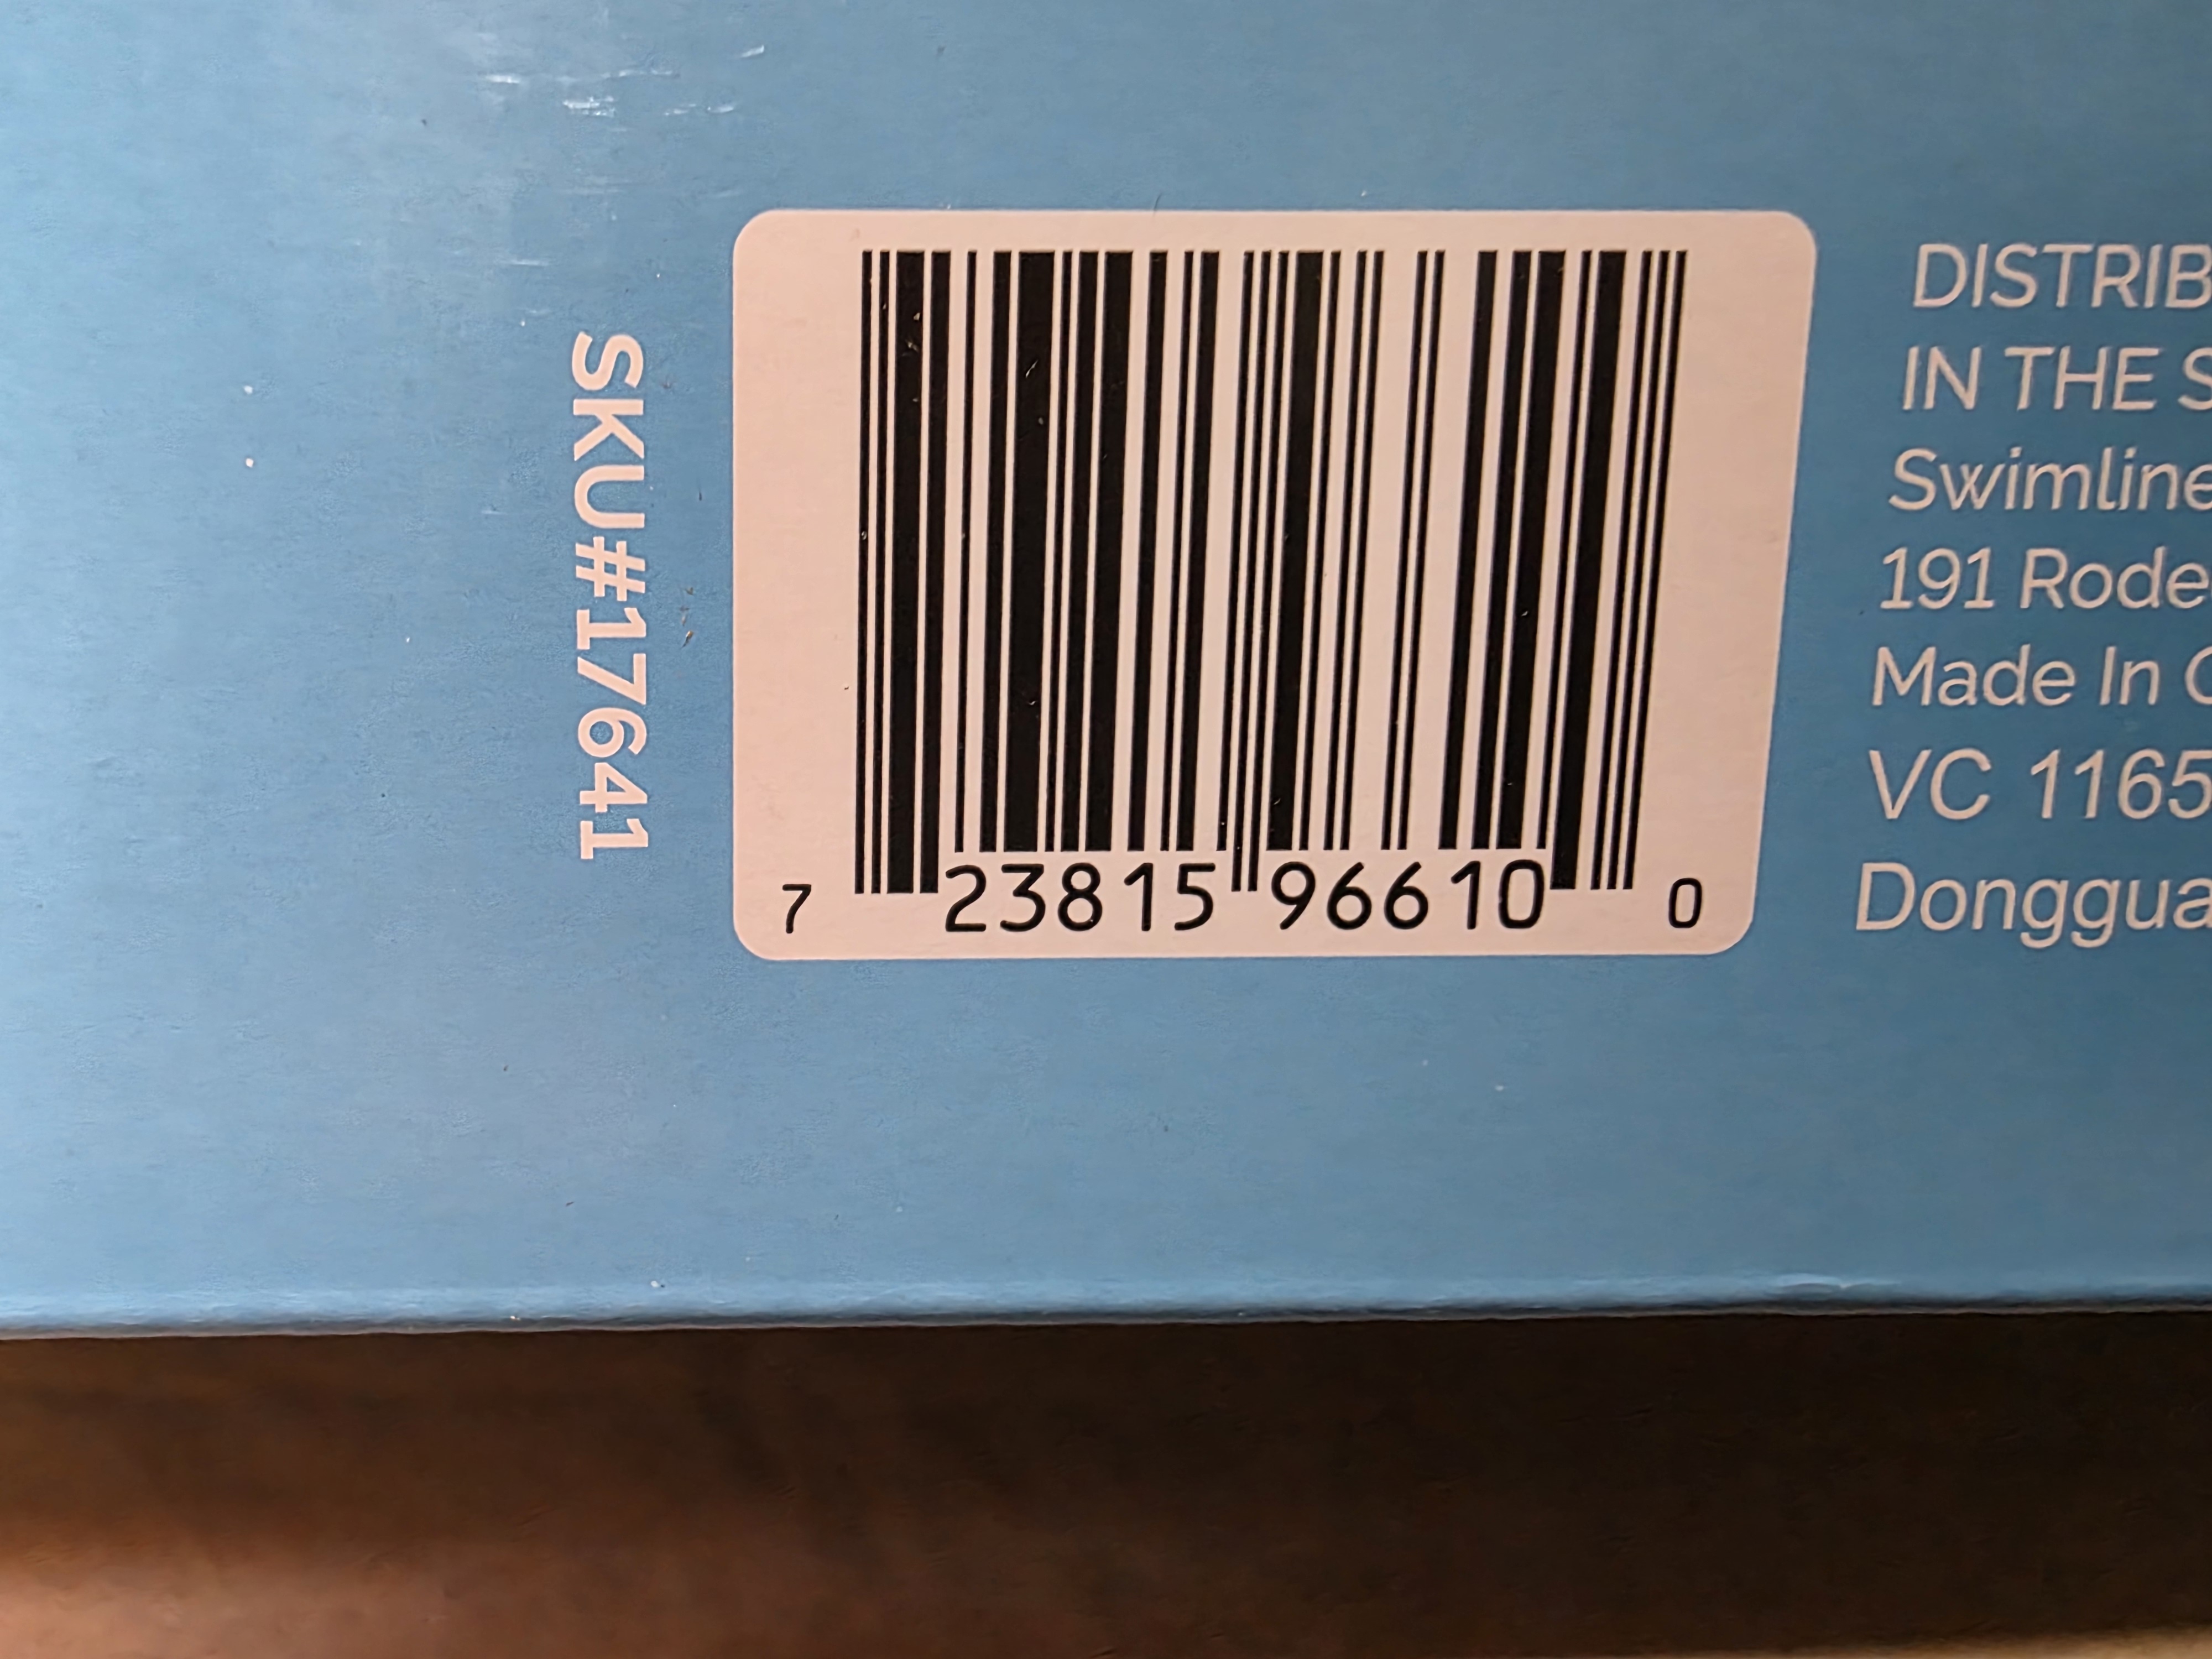 SKU#17641
7 23815 96610 0
DISTRIB
IN THE S
Swimline
191 Rode
Made In C
VC 1165
Donggua